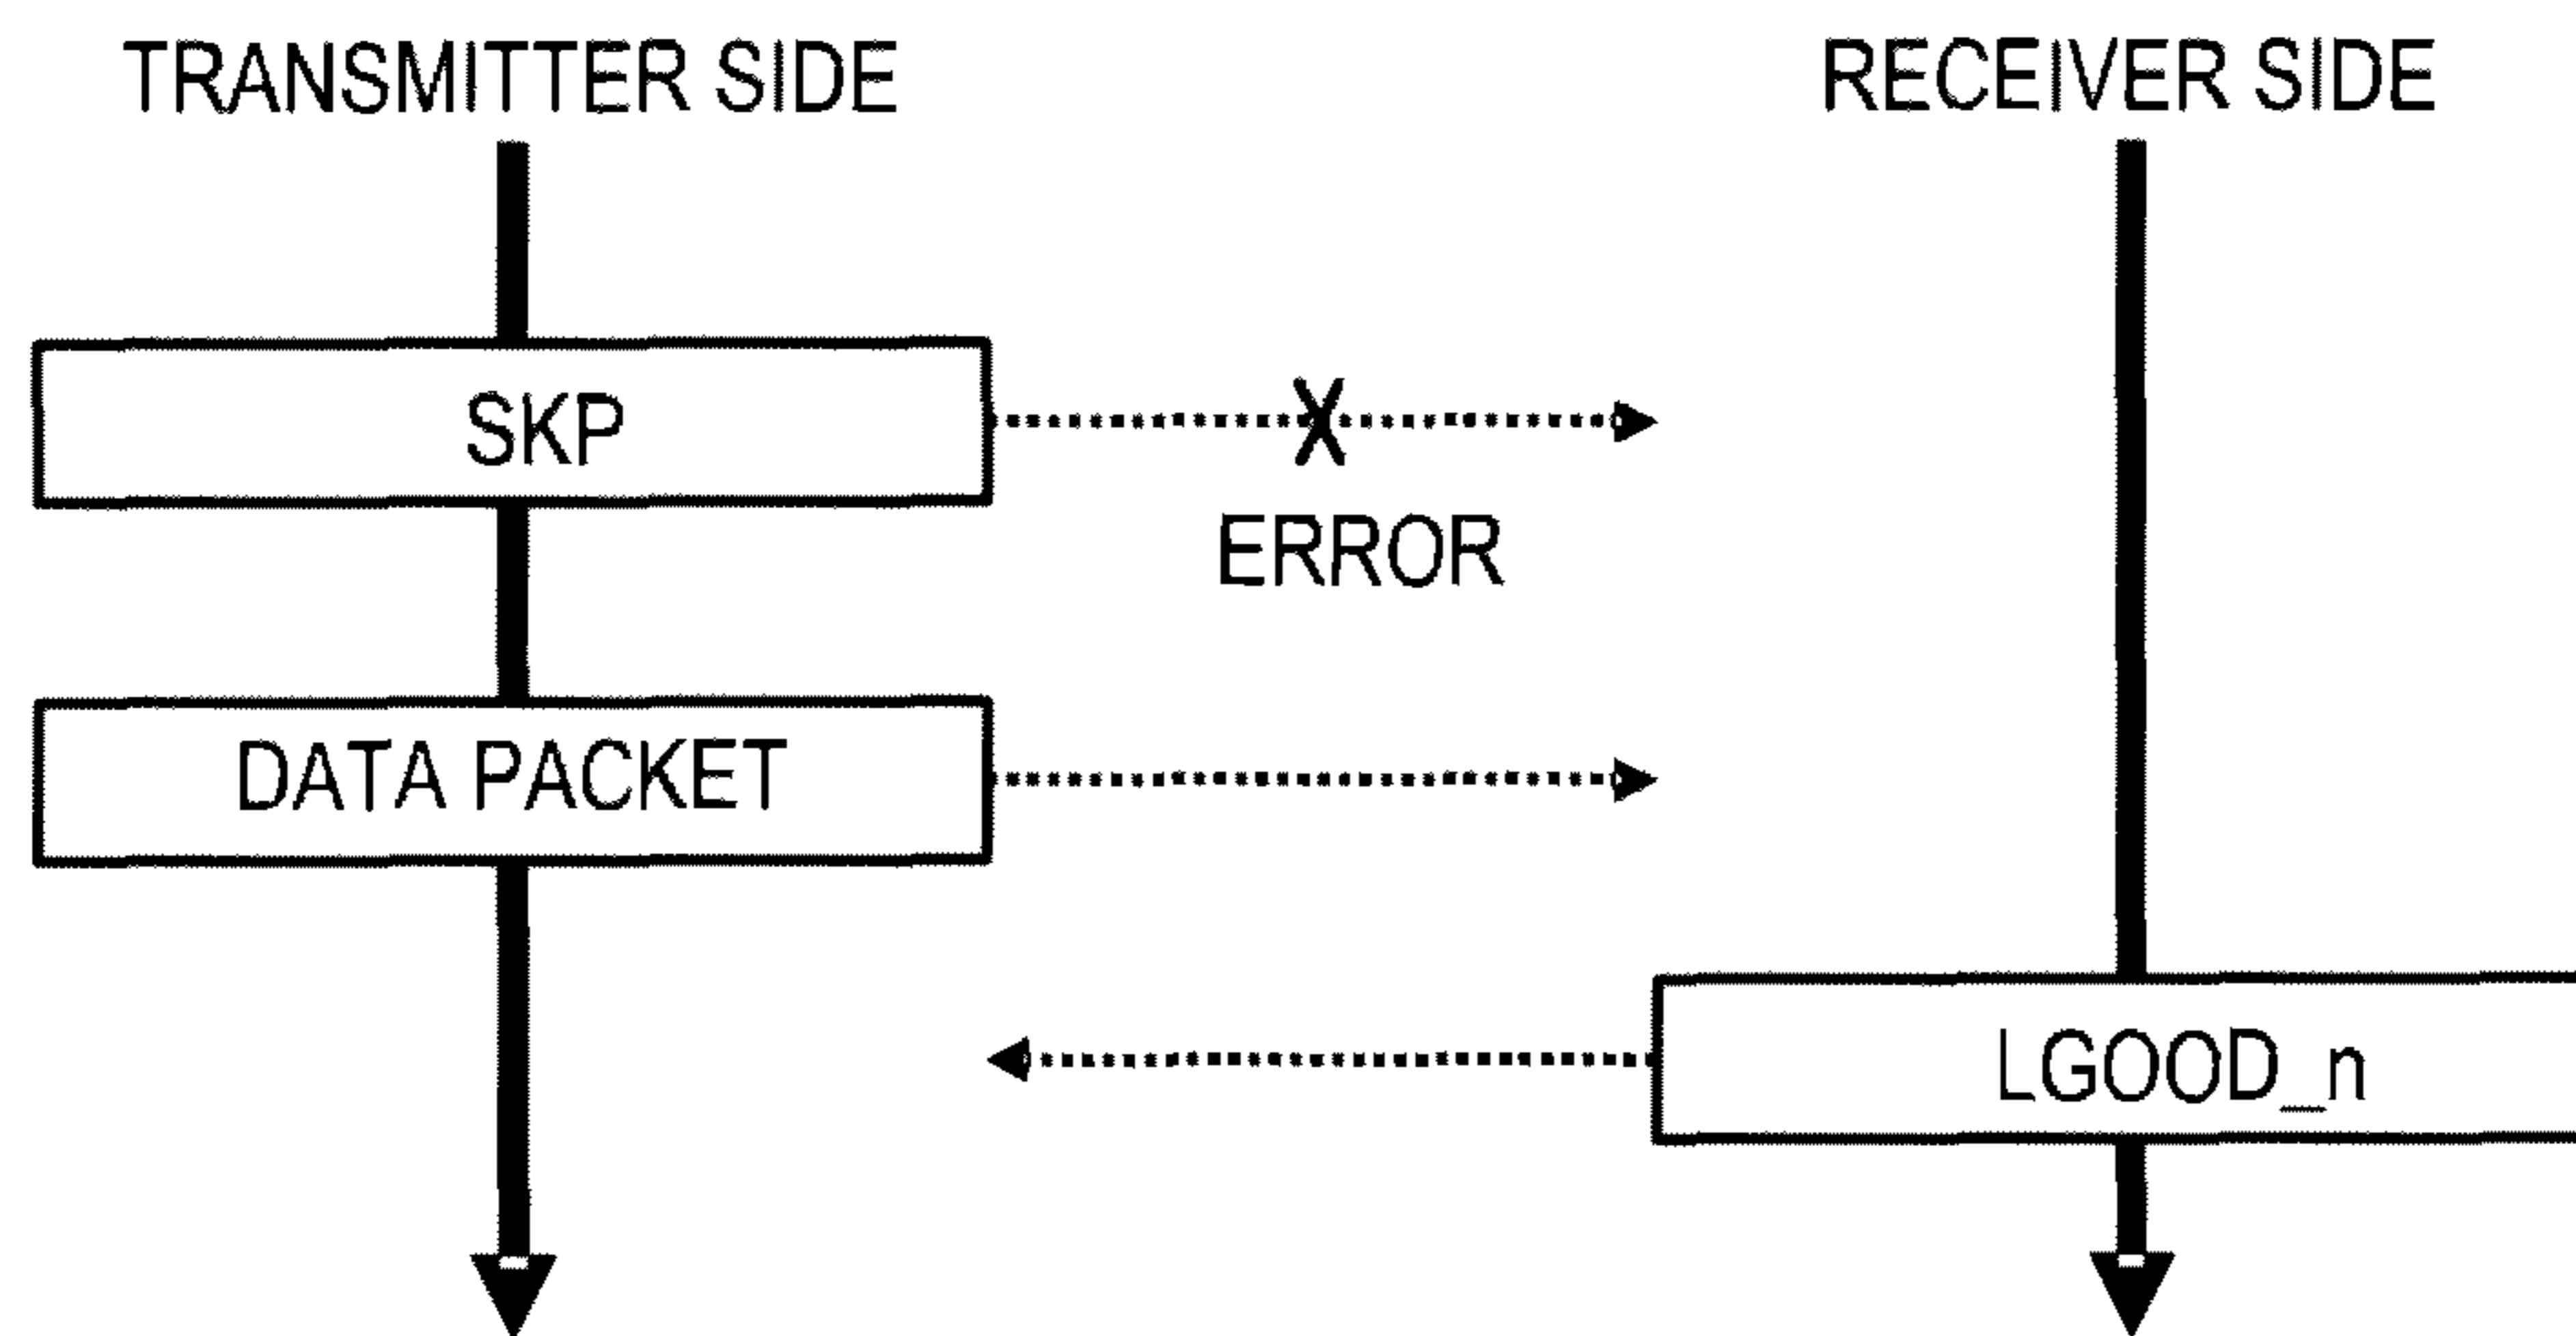 TRANSMITTER SIDE
RECEIVER SIDE
SKP
X
ERROR
DATA PACKET
LGOOD_n